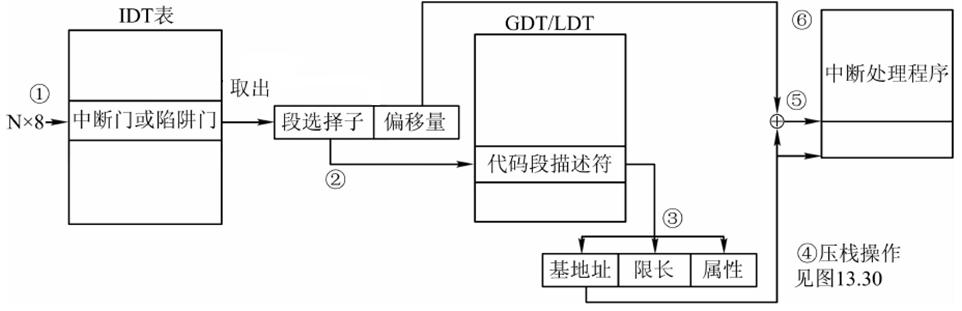 IDT表
GDT/LDT
⑥
①
取出
中断处理程序
N×8
中断门或陷阱门
段选择子
偏移量
⑤
②
代码段描述符
③
基地址
限长
属性
④压栈操作
见图13.30